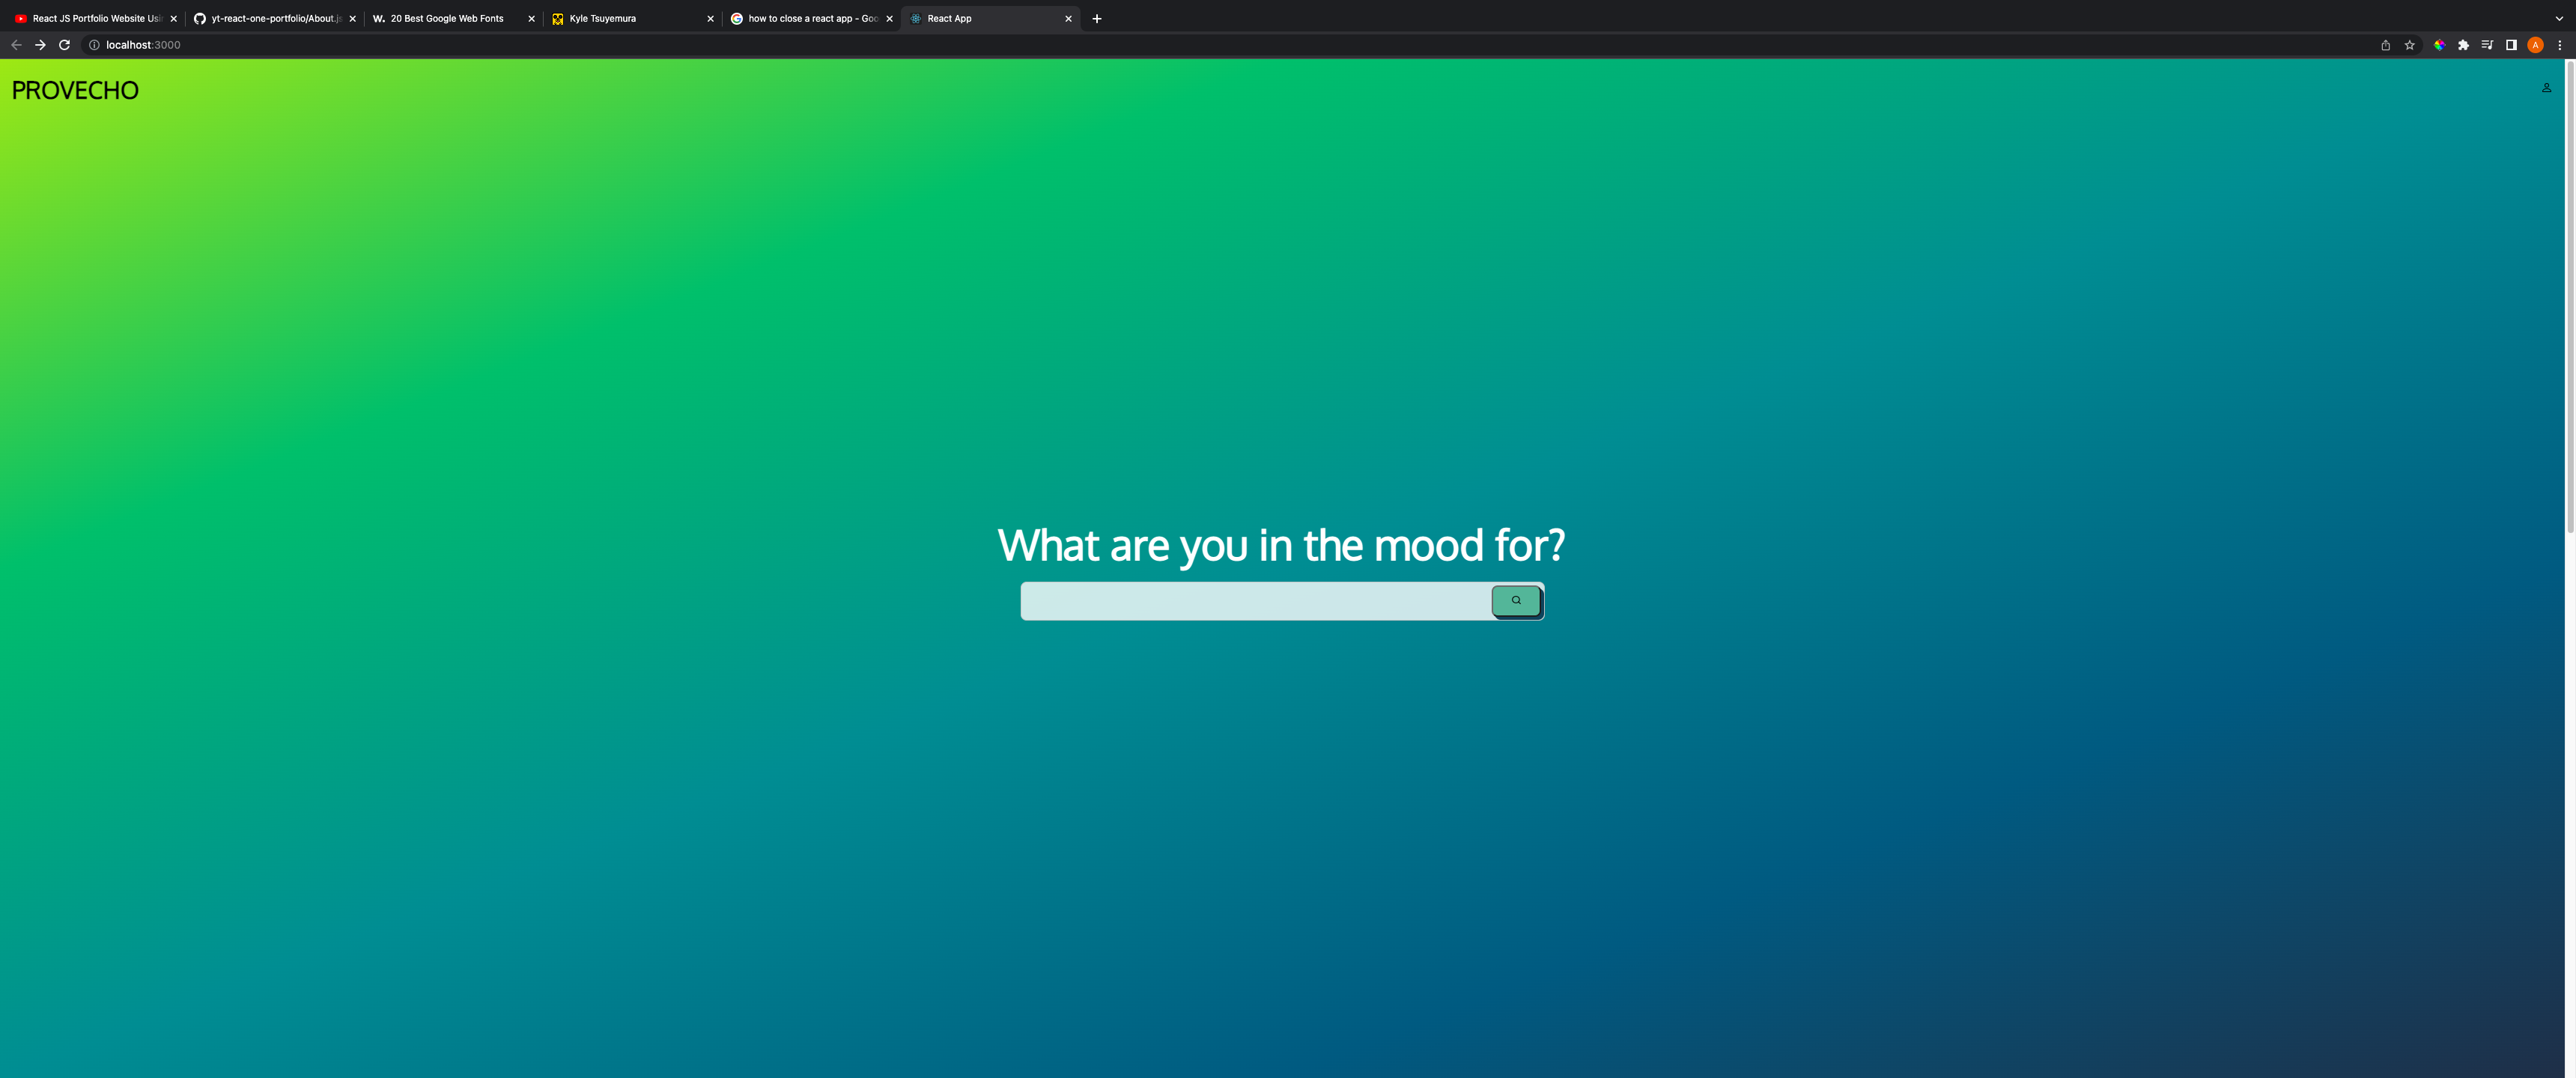 React JS Portfolio Website Usi
yt-react-one-portfolio/About.js
W. 20 Best Google Web Fonts
Kyle Tsuyemura
how to close a react app - Goo
React App
localhost:3000
A
PROVECHO
What are you in the mood for?